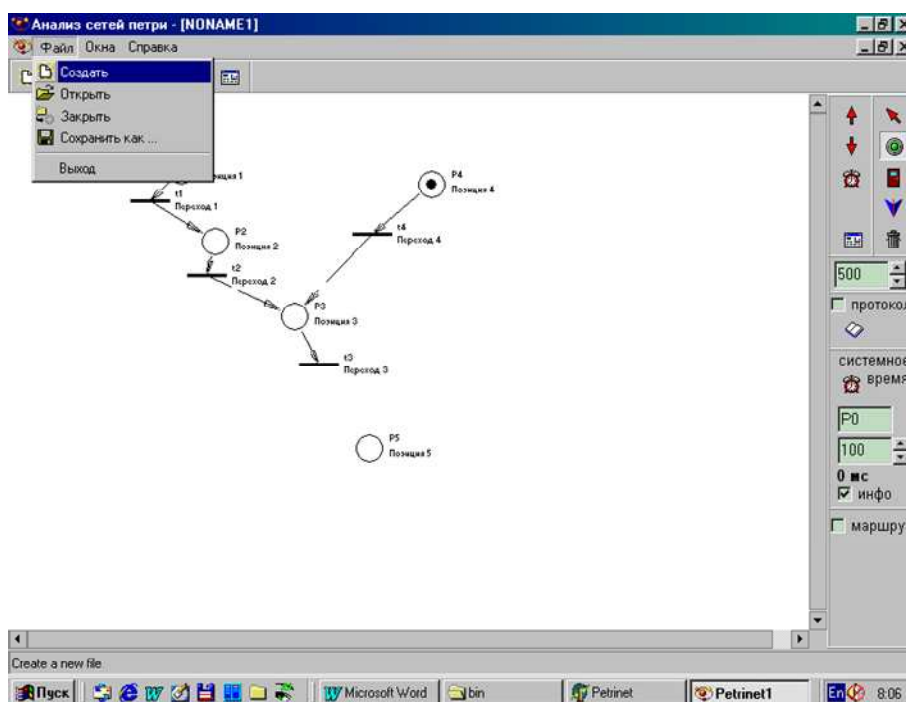 Анализ сетей петри - [NONAME1]
Файл Окна Справка
Создать
Открыть
Закрыть
Сохранить как ...
Выход
t1
Переход 1
P2
Позиция 2
t2
Переход 2
P3
Позиция 3
t3
Переход 3
P4
Позиция 4
t4
Переход 4
P5
Позиция 5
500
протокол
системное
время
P0
100
0 мс
инфо
маршру
Create a new file
Пуск Microsoft Word bin Petrinet Petrinet1 En 8:06